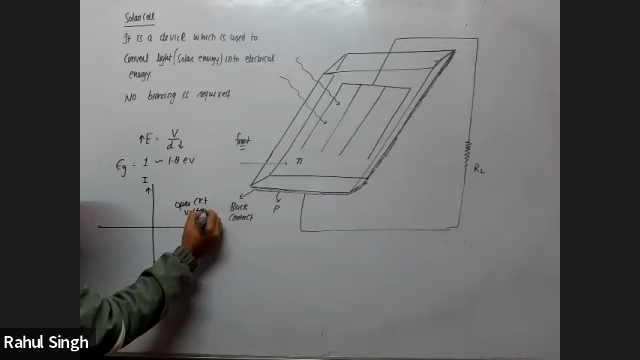 Solar Cell
It is a device which is used to
Convert light (Solar energy) into electrical
energy.
No biasing is required
↑E = V/d↓
front
Eg = 1 ~ 1.8 ev
I
n
open ckt
Back
contact
P
RL
Rahul Singh